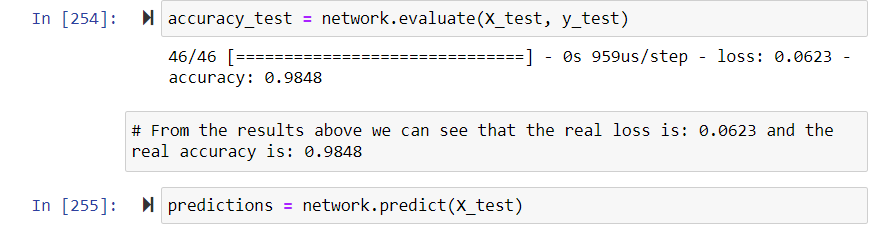 In [254]: accuracy_test = network.evaluate(X_test, y_test)
46/46 [==============================] - 0s 959us/step - loss: 0.0623 -
accuracy: 0.9848
# From the results above we can see that the real loss is: 0.0623 and the
real accuracy is: 0.9848
In [255]: predictions = network.predict(X_test)